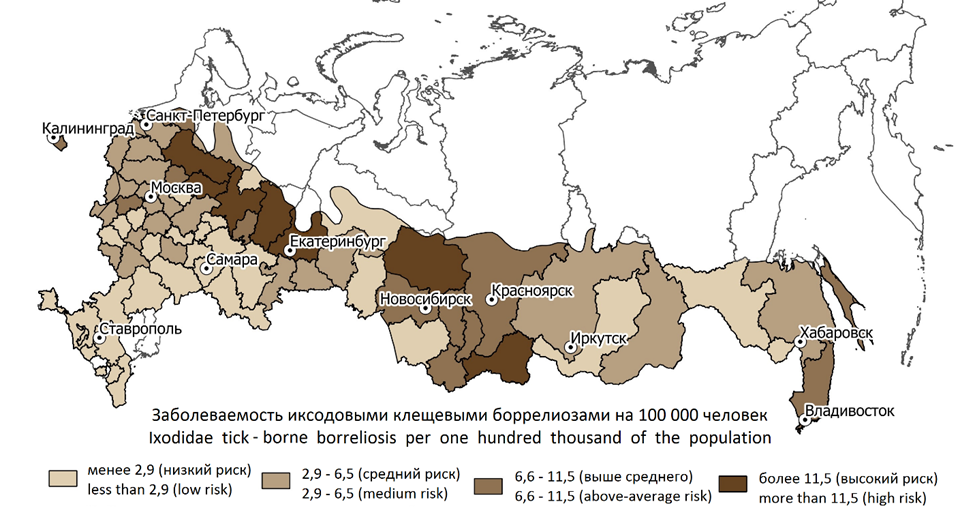 Санкт-Петербург
Калининград
Москва
Екатеринбург
Самара
Новосибирск
Красноярск
Ставрополь
Иркутск
Хабаровск
Владивосток
Заболеваемость иксодовыми клещевыми боррелиозами на 100 000 человек
Ixodidae tick - borne borreliosis per one hundred thousand of the population
менее 2,9 (низкий риск)
less than 2,9 (low risk)
2,9 - 6,5 (средний риск)
2,9 - 6,5 (medium risk)
6,6 - 11,5 (выше среднего)
6,6 - 11,5 (above-average risk)
более 11,5 (высокий риск)
more than 11,5 (high risk)